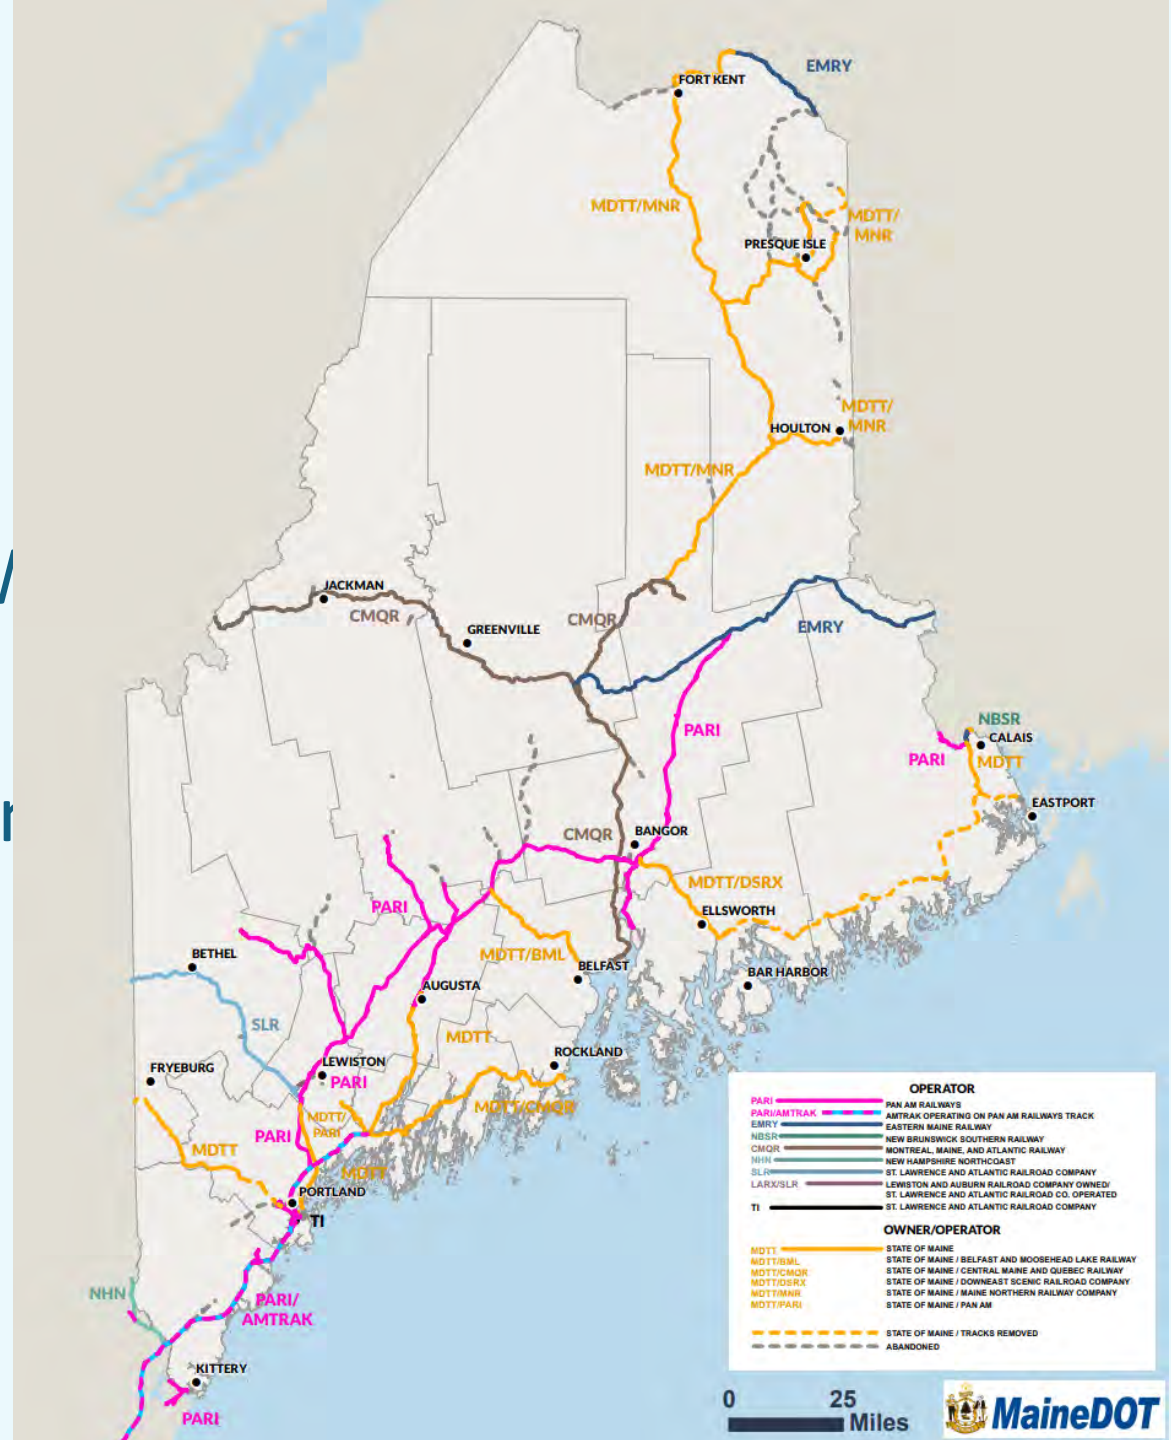 EMRY
FORT KENT
MDTT/MNR
MDTT/
MNR
PRESQUE ISLE
MDTT/
MNR
HOULTON
MDTT/MNR
JACKMAN
CMQR
GREENVILLE
CMQR
EMRY
NBSR
CALAIS
PARI
PARI
MDTT
EASTPORT
CMQR
BANGOR
MDTT/DSRX
ELLSWORTH
PARI
MDTT/BML
BELFAST
BAR HARBOR
BETHEL
AUGUSTA
SLR
MDTT
ROCKLAND
FRYEBURG
LEWISTON
PARI
MDTT/CMQR
MDTT/
PARI
PARI
MDTT
MDTT
PORTLAND
TI
NHN
PARI/
AMTRAK
KITTERY
PARI
OPERATOR
PARI PAN AM RAILWAYS
PARI/AMTRAK AMTRAK OPERATING ON PAN AM RAILWAYS TRACK
EMRY EASTERN MAINE RAILWAY
NBSR NEW BRUNSWICK SOUTHERN RAILWAY
CMQR MONTREAL, MAINE, AND ATLANTIC RAILWAY
NHN NEW HAMPSHIRE NORTHCOAST
SLR ST. LAWRENCE AND ATLANTIC RAILROAD COMPANY
LARX/SLR LEWISTON AND AUBURN RAILROAD COMPANY OWNED/
ST. LAWRENCE AND ATLANTIC RAILROAD CO. OPERATED
TI ST. LAWRENCE AND ATLANTIC RAILROAD COMPANY
OWNER/OPERATOR
MDTT STATE OF MAINE
MDTT/BML STATE OF MAINE / BELFAST AND MOOSEHEAD LAKE RAILWAY
MDTT/CMQR STATE OF MAINE / CENTRAL MAINE AND QUEBEC RAILWAY
MDTT/DSRX STATE OF MAINE / DOWNEAST SCENIC RAILROAD COMPANY
MDTT/MNR STATE OF MAINE / MAINE NORTHERN RAILWAY COMPANY
MDTT/PARI STATE OF MAINE / PAN AM
STATE OF MAINE / TRACKS REMOVED
ABANDONED
0 25
Miles
MaineDOT